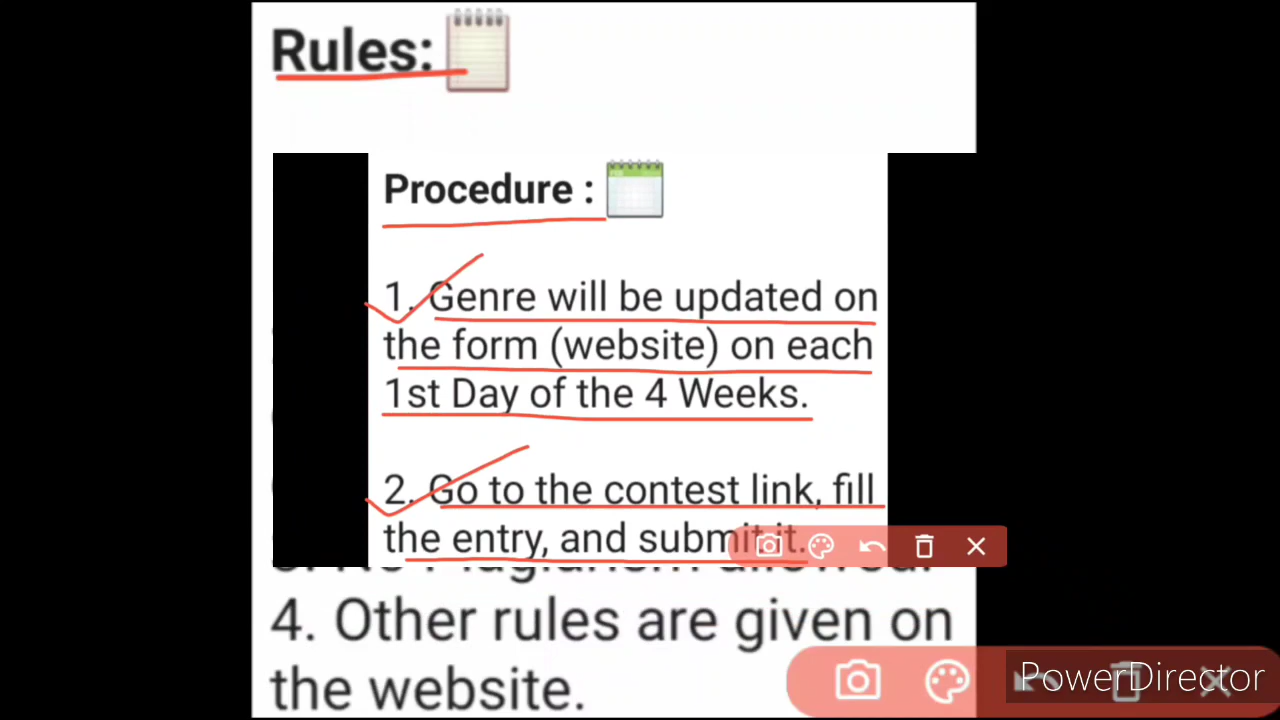 Rules:
Procedure :
1. Genre will be updated on
the form (website) on each
1st Day of the 4 Weeks.
2. Go to the contest link, fill
the entry, and submit it.
4. Other rules are given on
the website.
PowerDirector